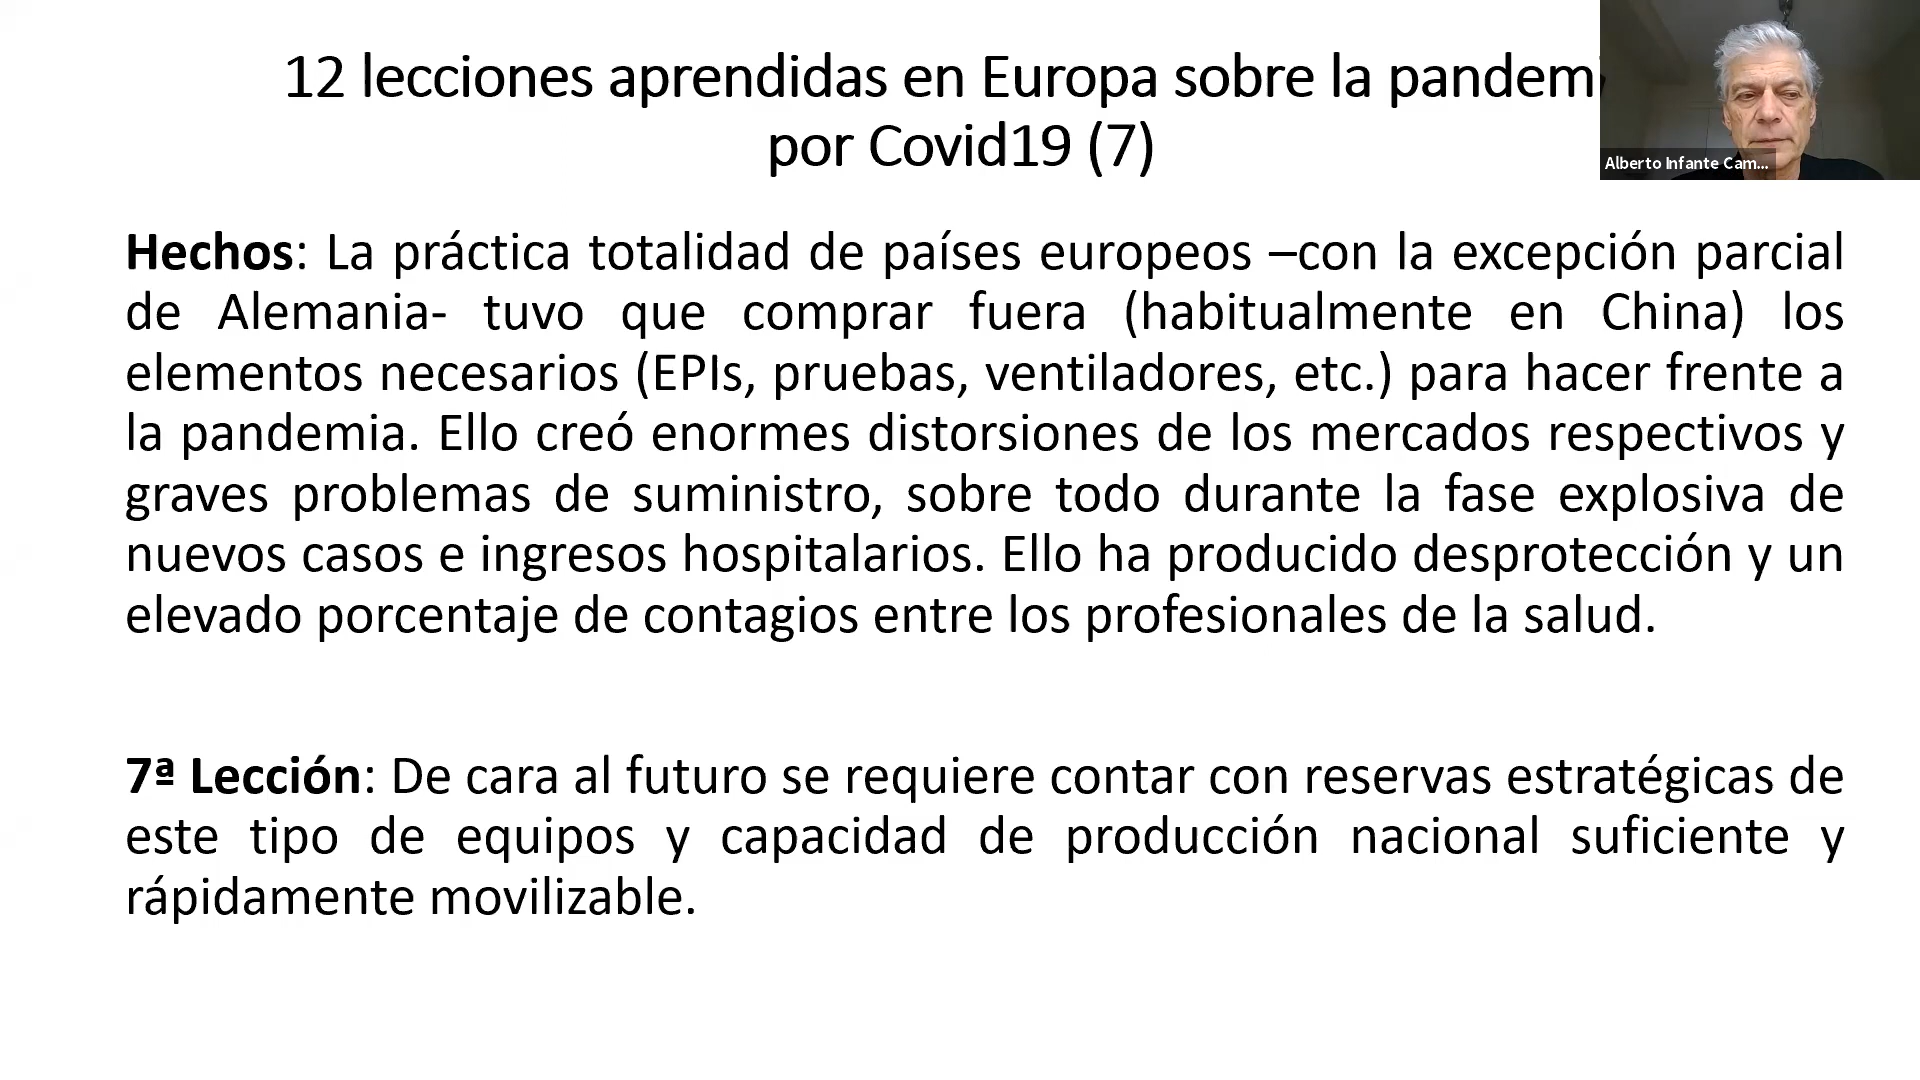 12 lecciones aprendidas en Europa sobre la pandem
por Covid19 (7)
Alberto Infante Cam...
Hechos: La práctica totalidad de países europeos –con la excepción parcial
de Alemania- tuvo que comprar fuera (habitualmente en China) los
elementos necesarios (EPIs, pruebas, ventiladores, etc.) para hacer frente a
la pandemia. Ello creó enormes distorsiones de los mercados respectivos y
graves problemas de suministro, sobre todo durante la fase explosiva de
nuevos casos e ingresos hospitalarios. Ello ha producido desprotección y un
elevado porcentaje de contagios entre los profesionales de la salud.
7ª Lección: De cara al futuro se requiere contar con reservas estratégicas de
este tipo de equipos y capacidad de producción nacional suficiente y
rápidamente movilizable.